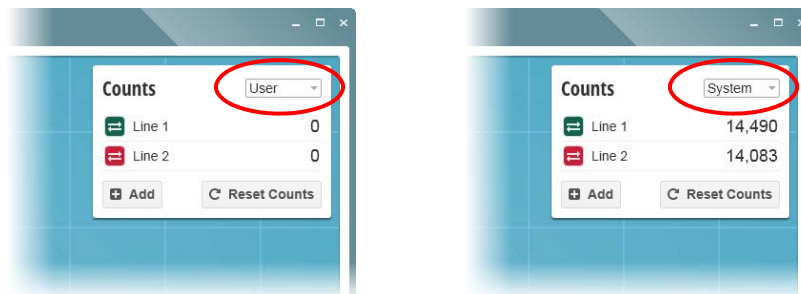 Counts User
Line 1 0
Line 2 0
Add Reset Counts
Counts System
Line 1 14,490
Line 2 14,083
Add Reset Counts